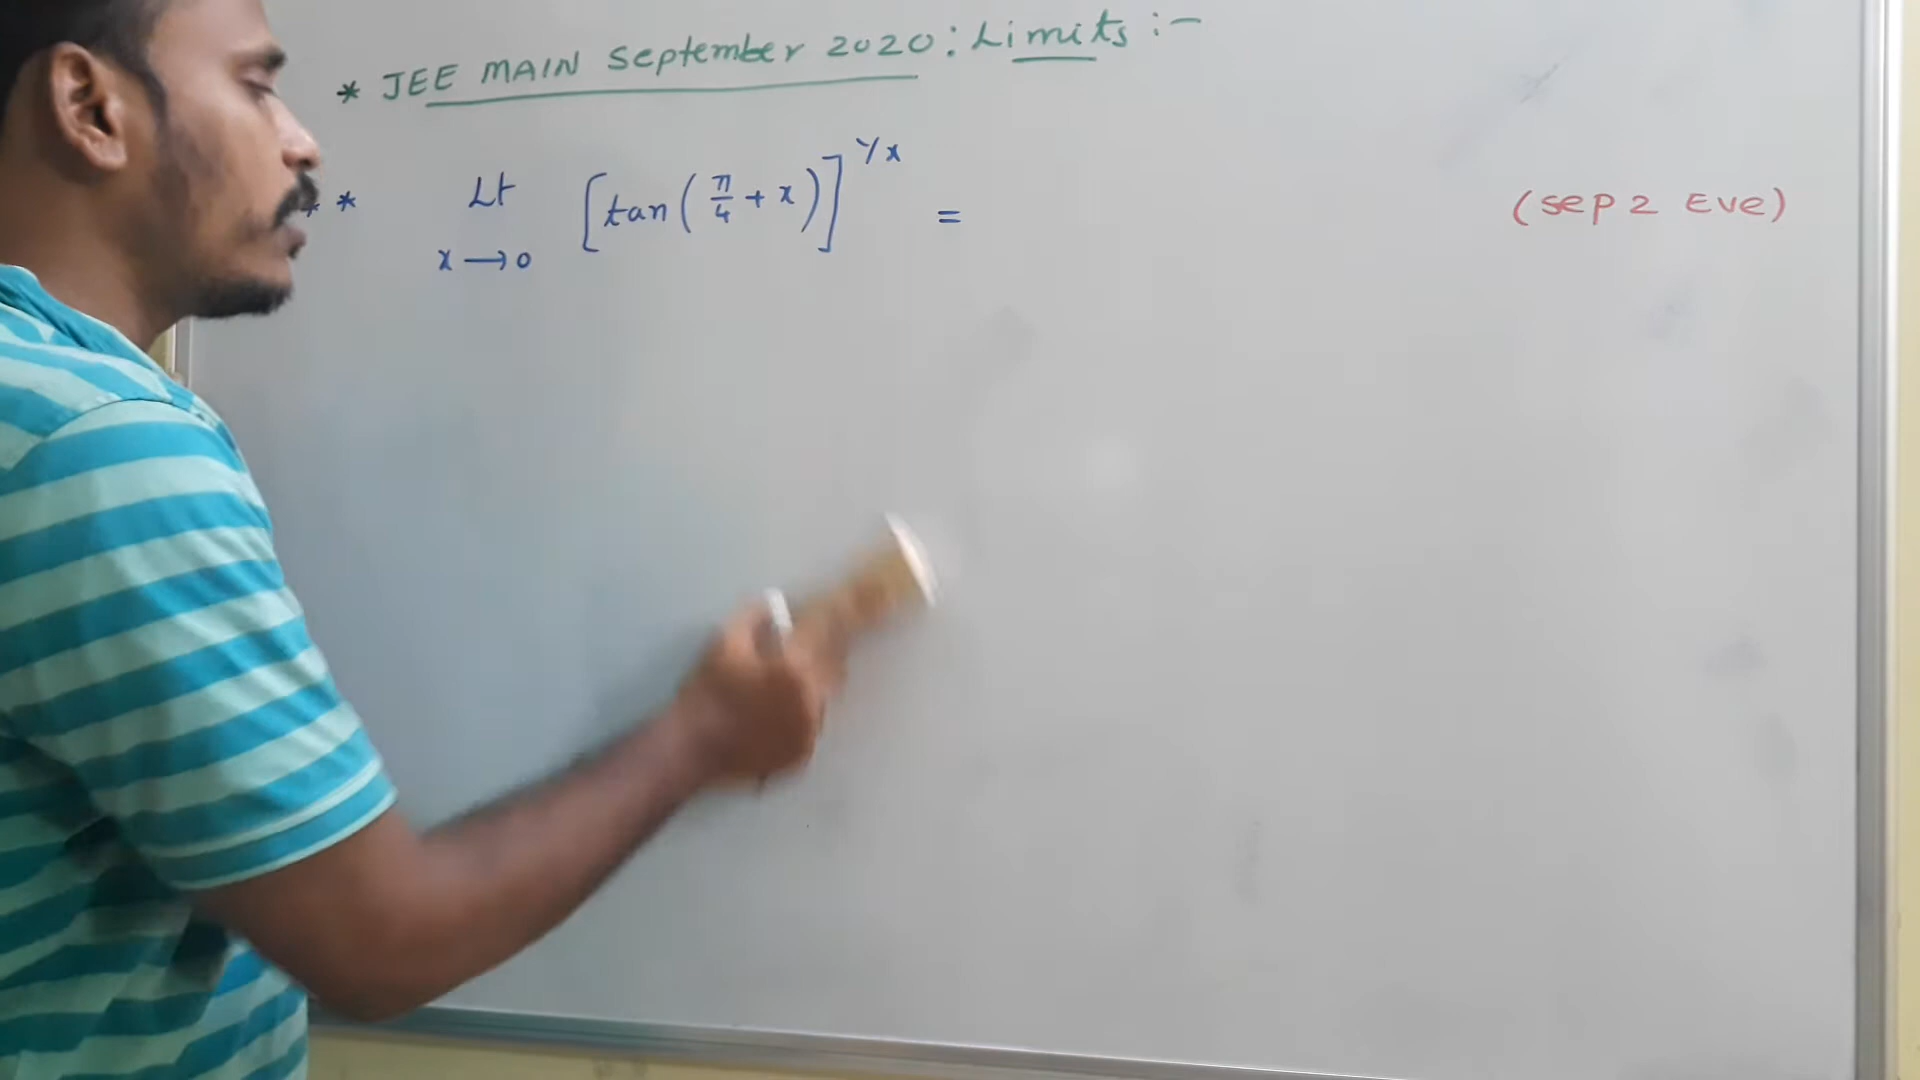 * JEE MAIN September 2020: Limits :-
* * Lt x→0 [tan(π/4 + x)]^1/x = (Sep 2 Eve)